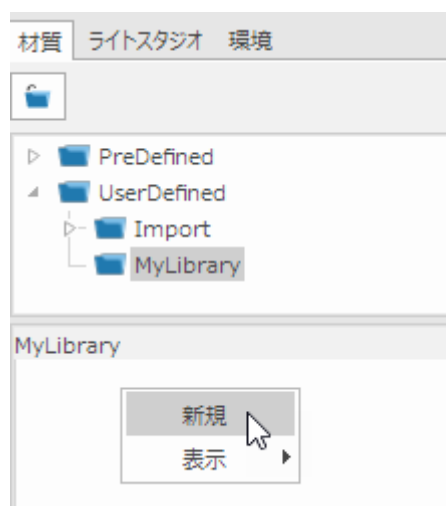 材質 ライトスタジオ 環境
PreDefined
UserDefined
Import
MyLibrary
MyLibrary
新規
表示